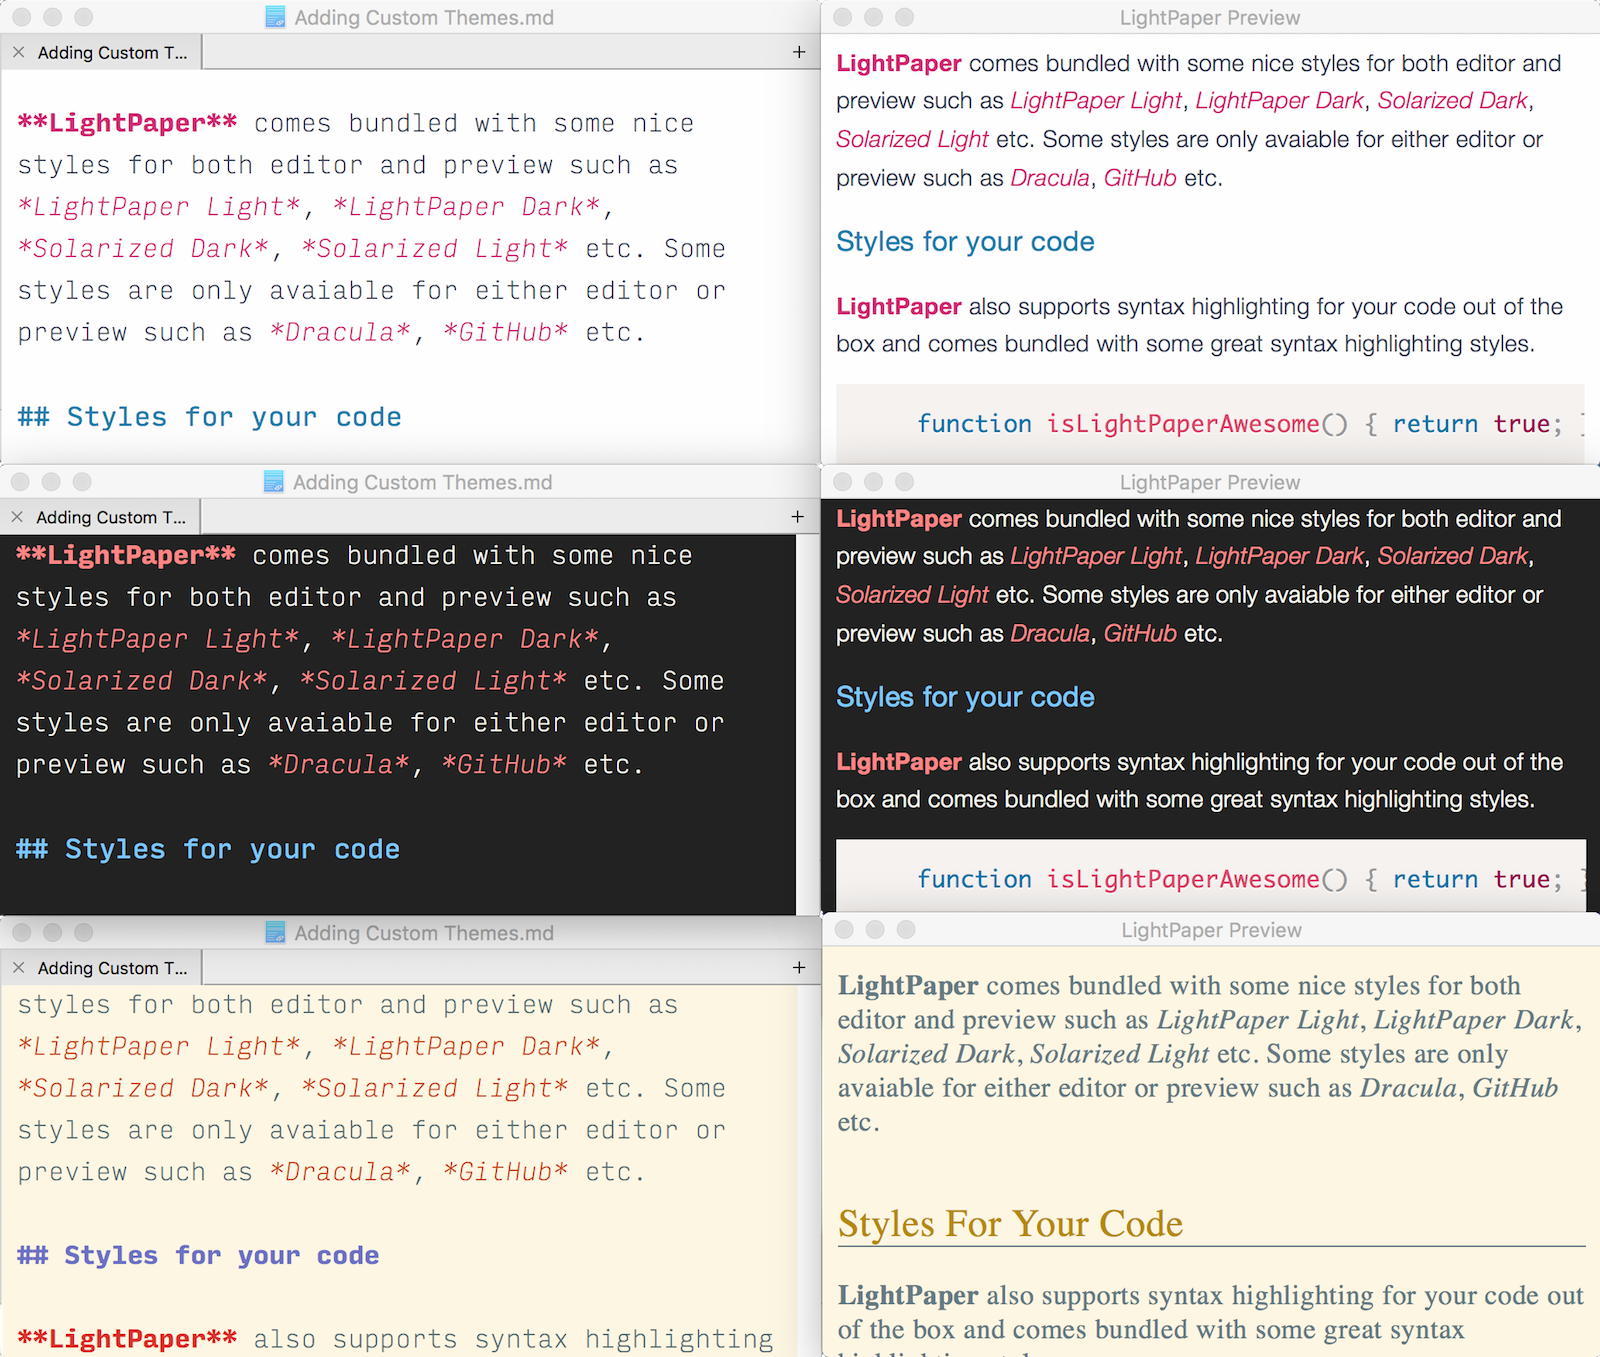 Adding Custom Themes.md
Adding Custom T...
**LightPaper** comes bundled with some nice
styles for both editor and preview such as
*LightPaper Light*, *LightPaper Dark*,
*Solarized Dark*, *Solarized Light* etc. Some
styles are only avaiable for either editor or
preview such as *Dracula*, *GitHub* etc.
## Styles for your code
LightPaper Preview
LightPaper comes bundled with some nice styles for both editor and
preview such as LightPaper Light, LightPaper Dark, Solarized Dark,
Solarized Light etc. Some styles are only avaiable for either editor or
preview such as Dracula, GitHub etc.
Styles for your code
LightPaper also supports syntax highlighting for your code out of the
box and comes bundled with some great syntax highlighting styles.
function isLightPaperAwesome() { return true; }
Adding Custom Themes.md
Adding Custom T...
**LightPaper** comes bundled with some nice
styles for both editor and preview such as
*LightPaper Light*, *LightPaper Dark*,
*Solarized Dark*, *Solarized Light* etc. Some
styles are only avaiable for either editor or
preview such as *Dracula*, *GitHub* etc.
## Styles for your code
LightPaper Preview
LightPaper comes bundled with some nice styles for both editor and
preview such as LightPaper Light, LightPaper Dark, Solarized Dark,
Solarized Light etc. Some styles are only avaiable for either editor or
preview such as Dracula, GitHub etc.
Styles for your code
LightPaper also supports syntax highlighting for your code out of the
box and comes bundled with some great syntax highlighting styles.
function isLightPaperAwesome() { return true; }
Adding Custom Themes.md
Adding Custom T...
styles for both editor and preview such as
*LightPaper Light*, *LightPaper Dark*,
*Solarized Dark*, *Solarized Light* etc. Some
styles are only avaiable for either editor or
preview such as *Dracula*, *GitHub* etc.
## Styles for your code
**LightPaper** also supports syntax highlighting
LightPaper Preview
LightPaper comes bundled with some nice styles for both
editor and preview such as LightPaper Light, LightPaper Dark,
Solarized Dark, Solarized Light etc. Some styles are only
avaiable for either editor or preview such as Dracula, GitHub
etc.
Styles For Your Code
LightPaper also supports syntax highlighting for your code out
of the box and comes bundled with some great syntax